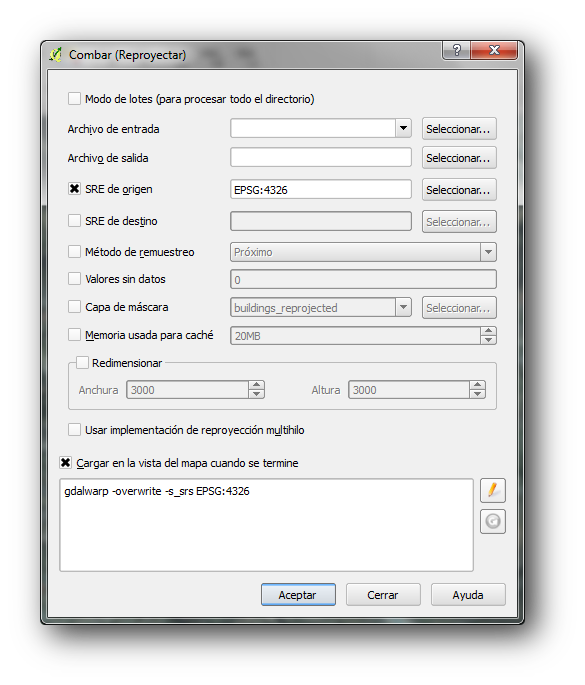 Combar (Reproyectar)
?
Modo de lotes (para procesar todo el directorio)
Archivo de entrada
Seleccionar...
Archivo de salida
Seleccionar...
SRE de origen
EPSG:4326
Seleccionar...
SRE de destino
Seleccionar...
Método de remuestreo
Próximo
Valores sin datos
0
Capa de máscara
buildings_reprojected
Seleccionar...
Memoria usada para caché
20MB
Redimensionar
Anchura
3000
Altura
3000
Usar implementación de reproyección multihilo
Cargar en la vista del mapa cuando se termine
gdalwarp -overwrite -s_srs EPSG:4326
Aceptar
Cerrar
Ayuda